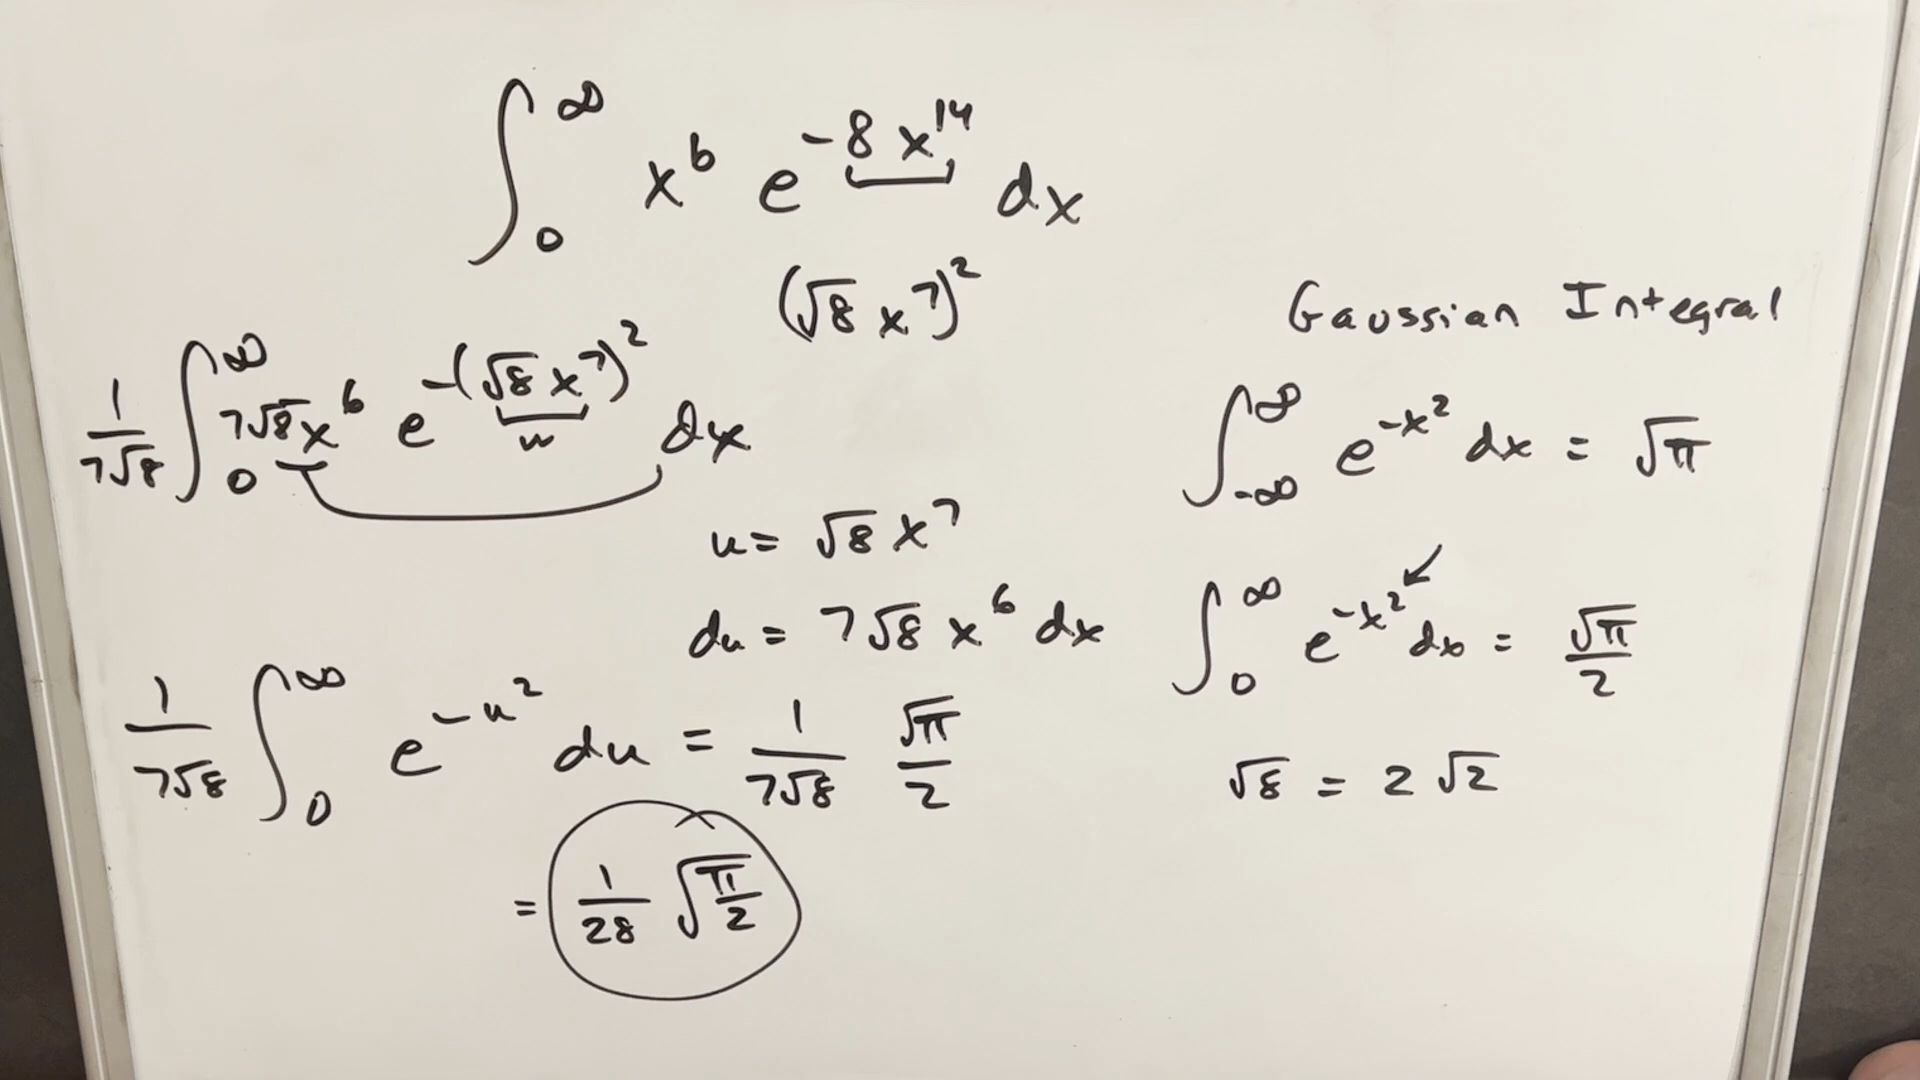 ∫₀^∞ x⁶ e^(-8x¹⁴) dx
(√8 x⁷)²
1/(7√8) ∫₀^∞ 7√8x⁶ e^(-(√8 x⁷)²) dx
u
u = √8 x⁷
du = 7√8 x⁶ dx
1/(7√8) ∫₀^∞ e^(-u²) du = 1/(7√8) √π/2
= 1/28 √(π/2)
Gaussian Integral
∫_(-∞)^∞ e^(-x²) dx = √π
∫₀^∞ e^(-x²) dx = √π/2
√8 = 2√2